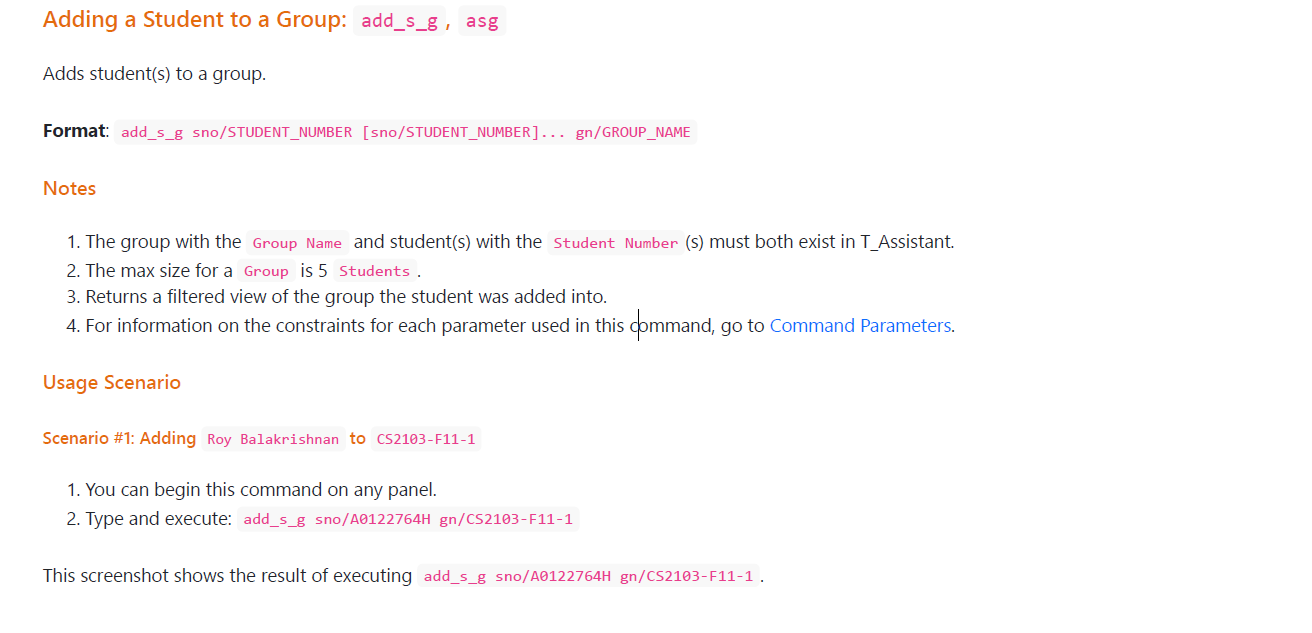 Adding a Student to a Group: add_s_g, asg
Adds student(s) to a group.
Format: add_s_g sno/STUDENT_NUMBER [sno/STUDENT_NUMBER]... gn/GROUP_NAME
Notes
1. The group with the Group Name and student(s) with the Student Number (s) must both exist in T_Assistant.
2. The max size for a Group is 5 Students .
3. Returns a filtered view of the group the student was added into.
4. For information on the constraints for each parameter used in this command, go to Command Parameters.
Usage Scenario
Scenario #1: Adding Roy Balakrishnan to CS2103-F11-1
1. You can begin this command on any panel.
2. Type and execute: add_s_g sno/A0122764H gn/CS2103-F11-1
This screenshot shows the result of executing add_s_g sno/A0122764H gn/CS2103-F11-1 .